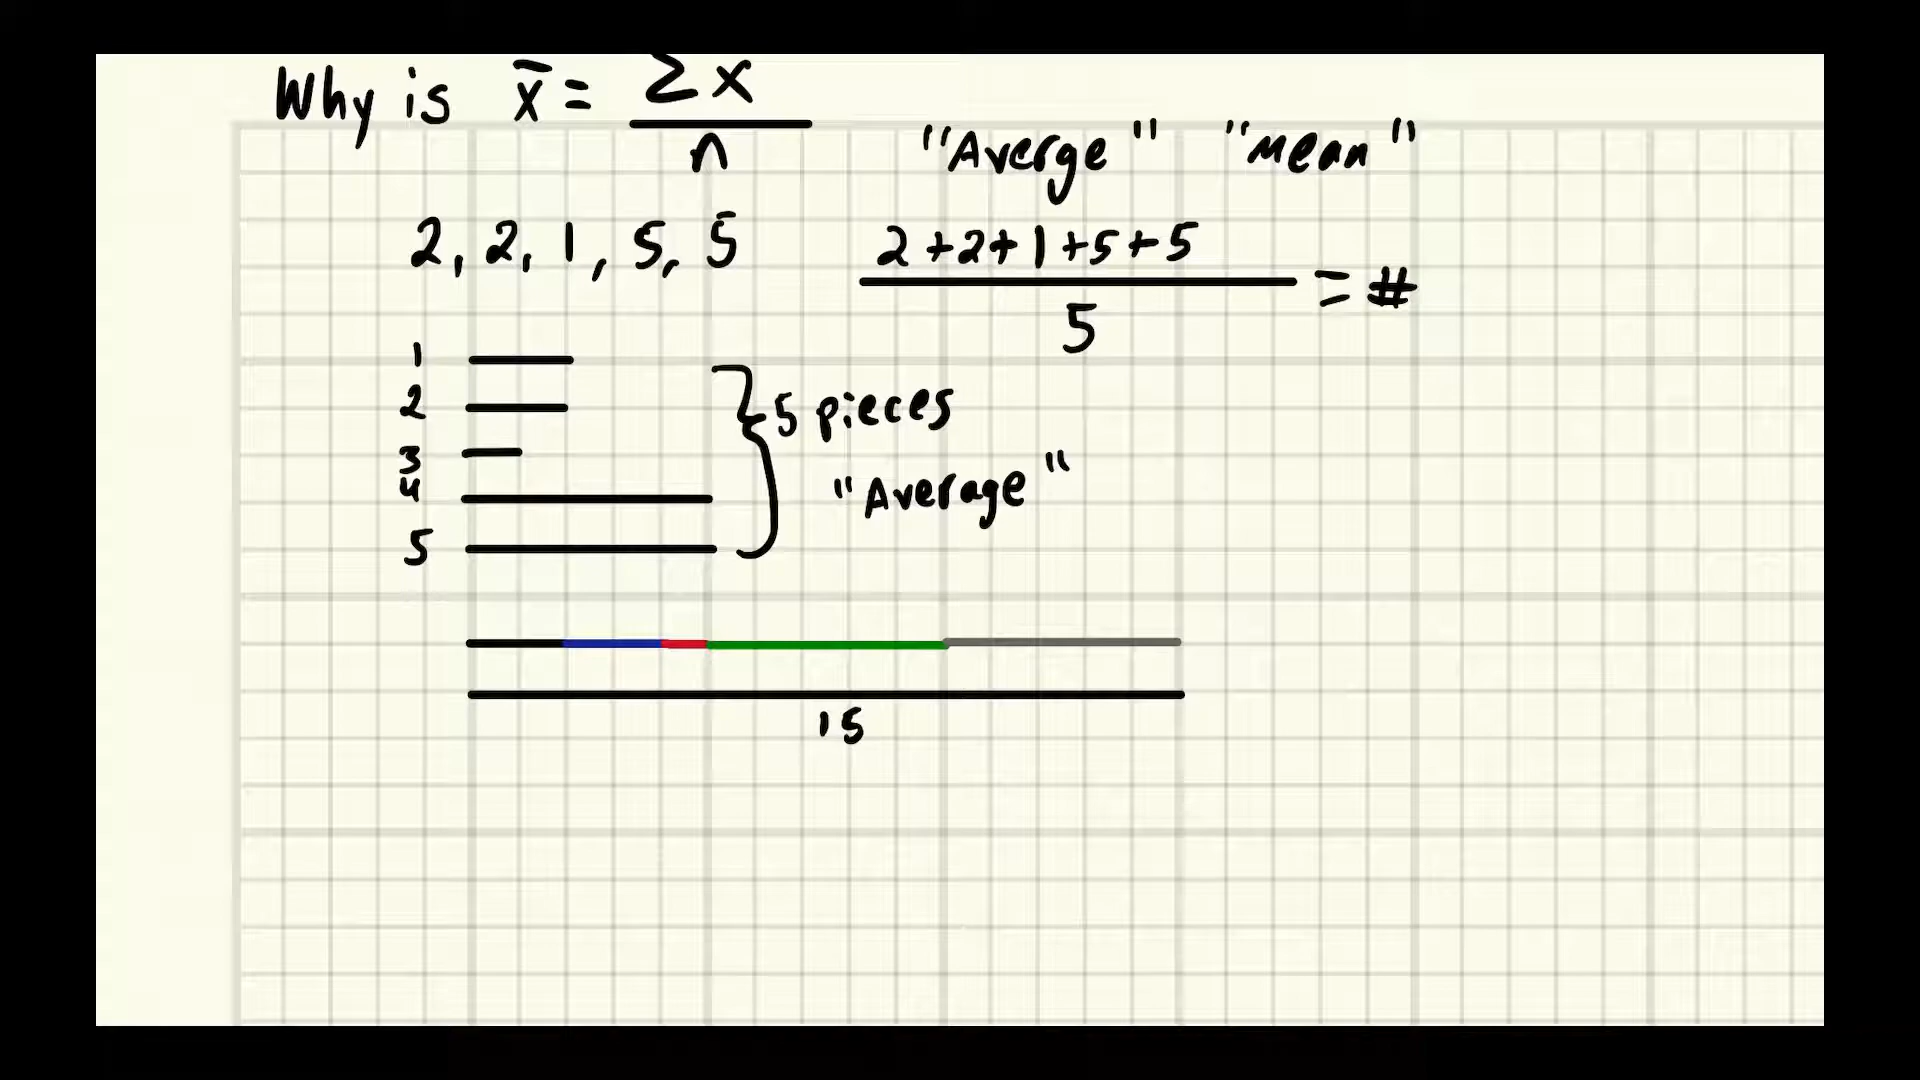 Why is x̄ = Σx / n
"Averge" "Mean"
2, 2, 1, 5, 5
2+2+1+5+5 / 5 = #
1
2
3
4
5
5 pieces
"Average"
15